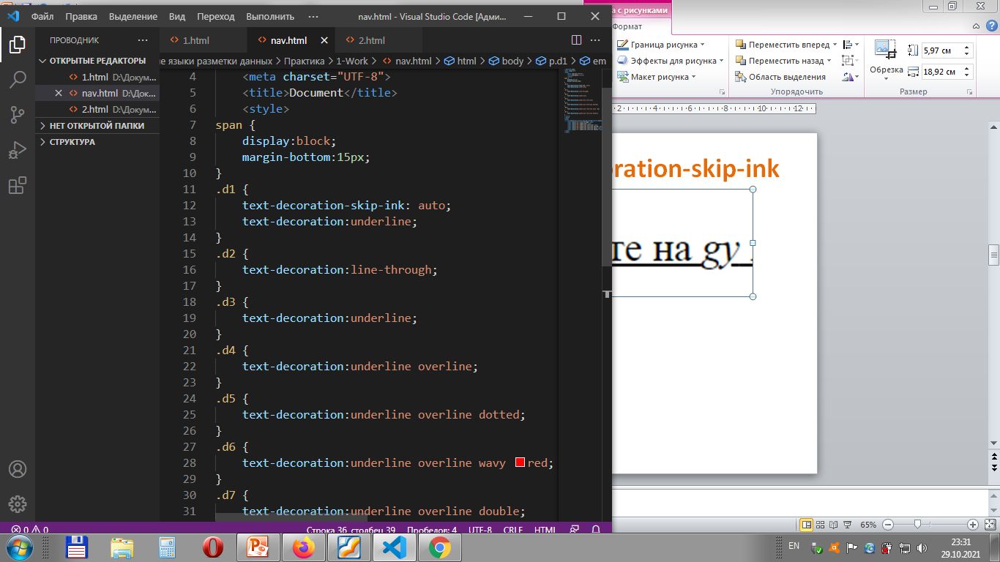 Файл Правка Выделение Вид Переход Выполнить ··· nav.html - Visual Studio Code [Адми...
ПРОВОДНИК ···
ОТКРЫТЫЕ РЕДАКТОРЫ
1.html D:\Докум...
nav.html D:\Док...
2.html D:\Докум...
НЕТ ОТКРЫТОЙ ПАПКИ
СТРУКТУРА
1.html nav.html 2.html ···
ые языки разметки данных > Практика > 1-Work > nav.html > html > body > p.d1 > em
4 <meta charset="UTF-8">
5 <title>Document</title>
6 <style>
7 span {
8 display:block;
9 margin-bottom:15px;
10 }
11 .d1 {
12 text-decoration-skip-ink: auto;
13 text-decoration:underline;
14 }
15 .d2 {
16 text-decoration:line-through;
17 }
18 .d3 {
19 text-decoration:underline;
20 }
21 .d4 {
22 text-decoration:underline overline;
23 }
24 .d5 {
25 text-decoration:underline overline dotted;
26 }
27 .d6 {
28 text-decoration:underline overline wavy red;
29 }
30 .d7 {
31 text-decoration:underline overline double;
0 0 Строка 36, столбец 39 Пробелов: 4 UTF-8 CRLF HTML
а с рисунками
Формат
Граница рисунка
Эффекты для рисунка
Макет рисунка
Переместить вперед
Переместить назад
Область выделения
Упорядочить
Обрезка
5,97 см
18,92 см
Размер
2 4 6 8 10 12
oration-skip-ink
те на gy
65%
EN
23:31
29.10.2021